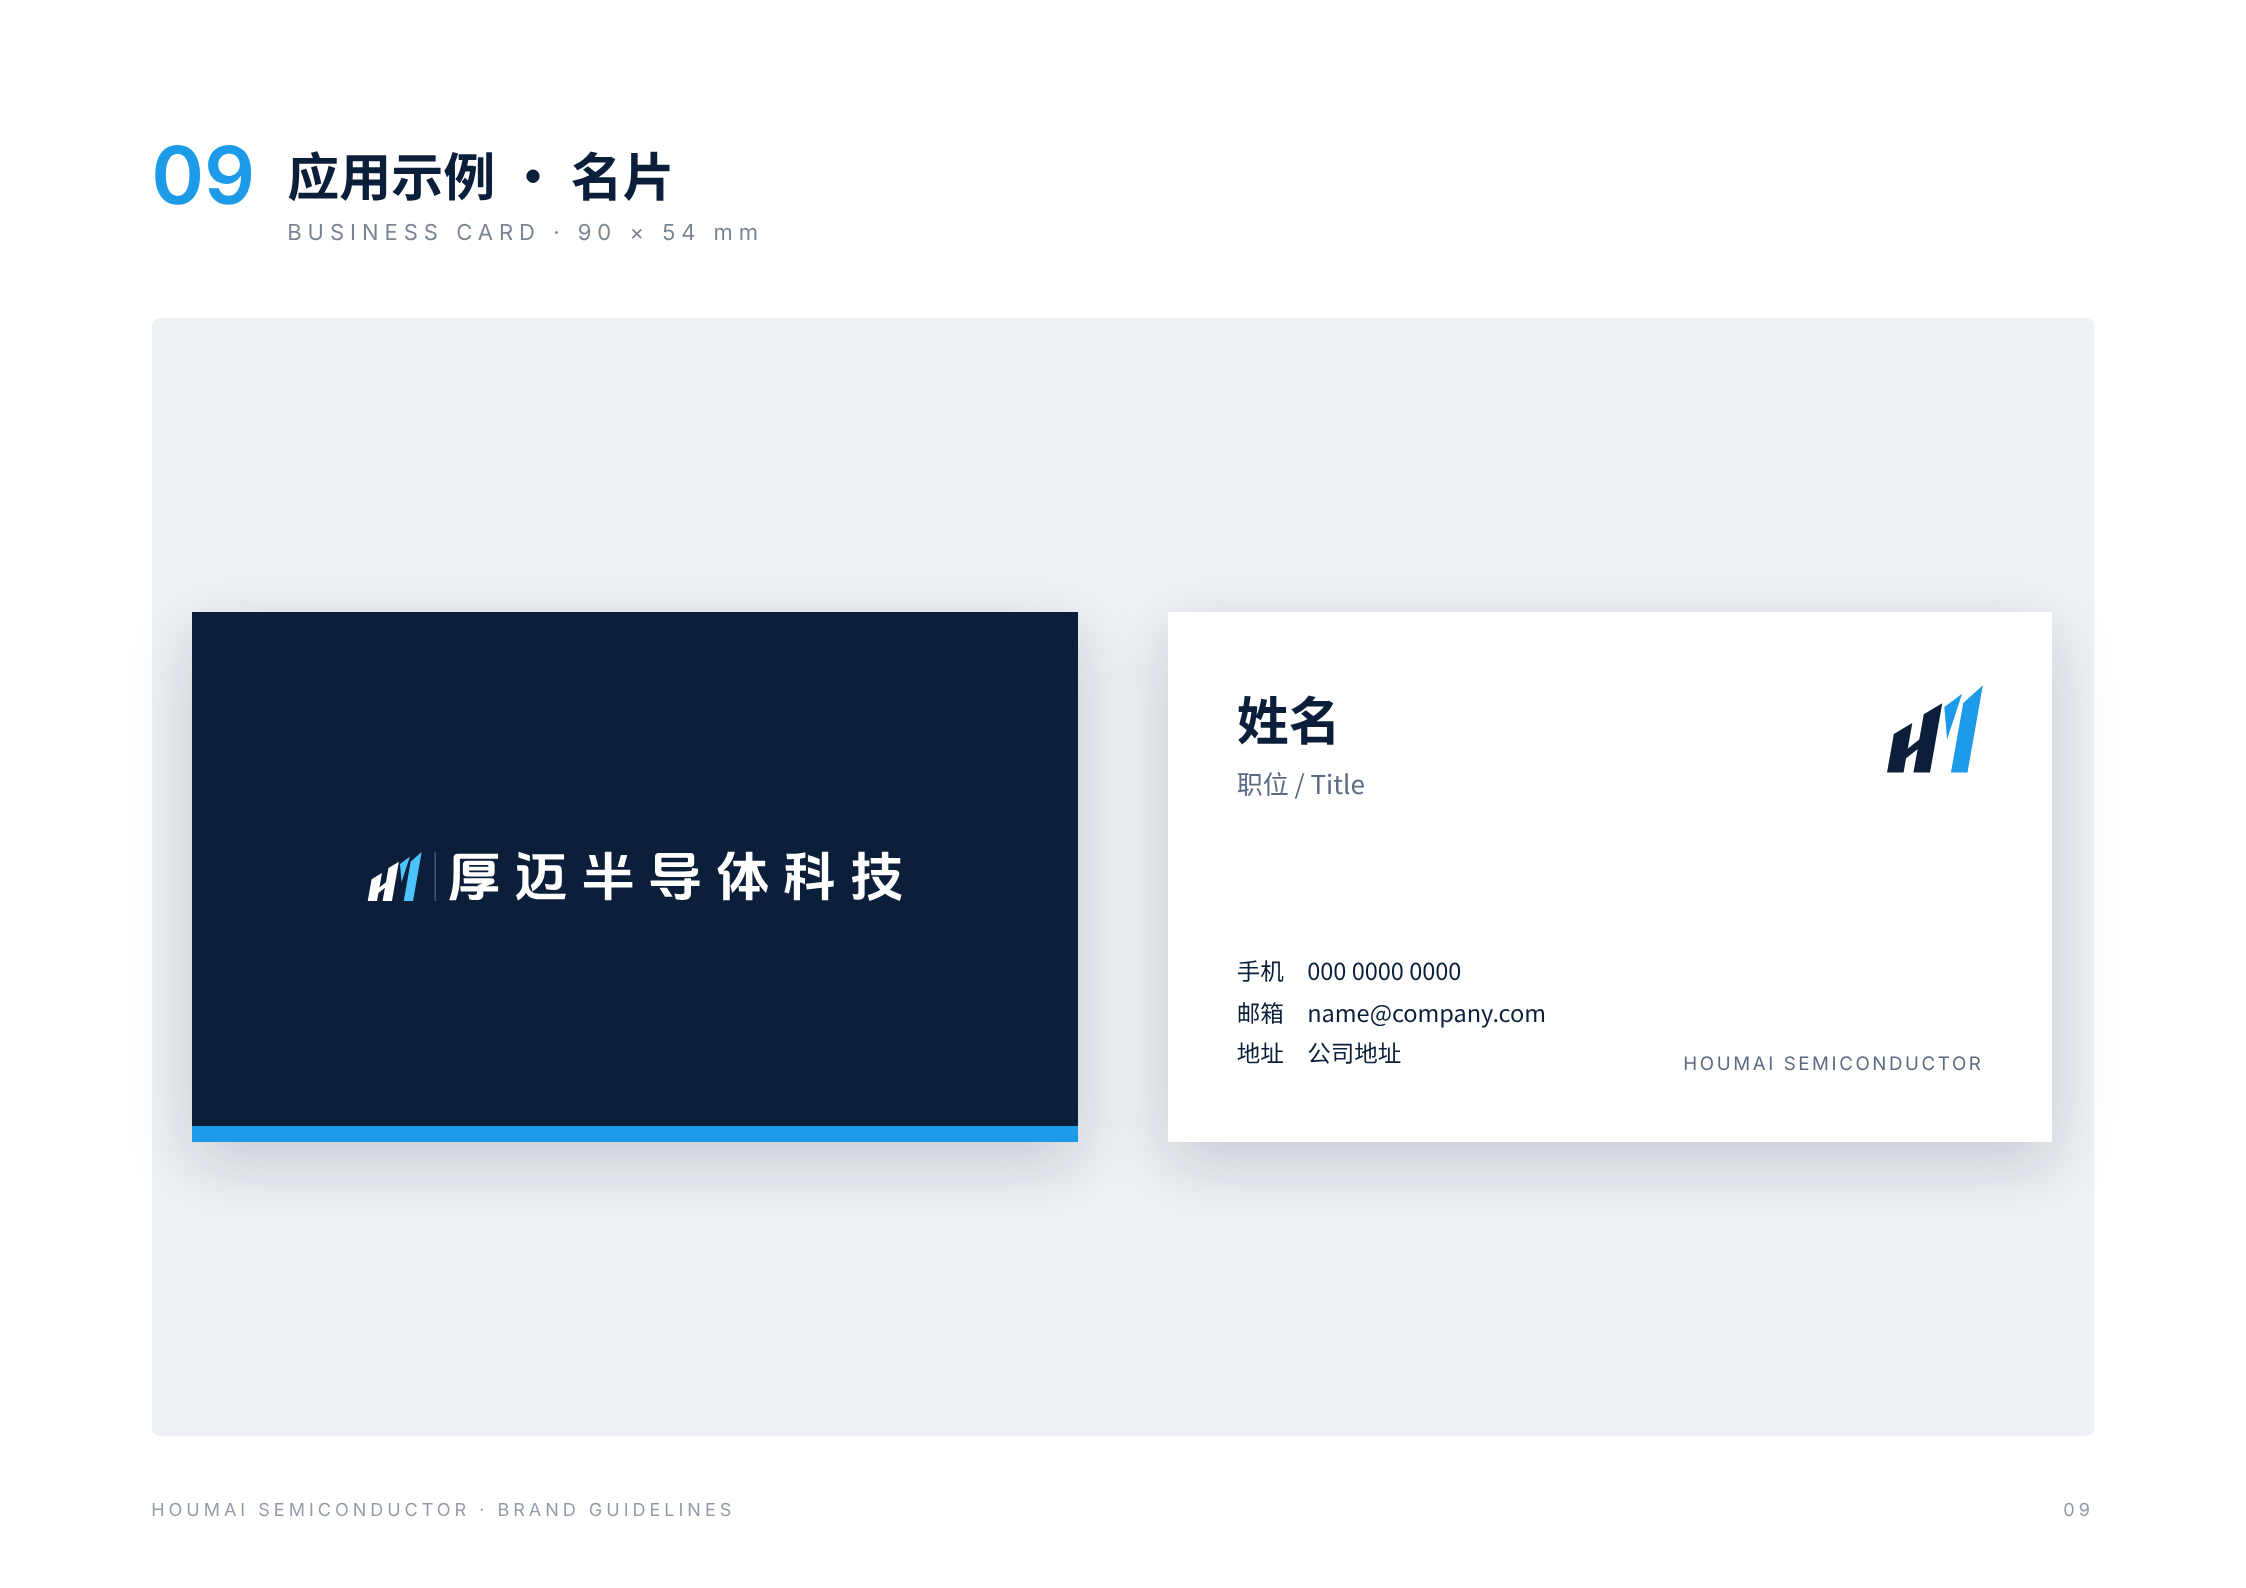 09 应用示例 · 名片
BUSINESS CARD · 90 × 54 mm
厚迈半导体科技
姓名
职位 / Title
手机 000 0000 0000
邮箱 name@company.com
地址 公司地址
HOUMAI SEMICONDUCTOR
HOUMAI SEMICONDUCTOR · BRAND GUIDELINES
09